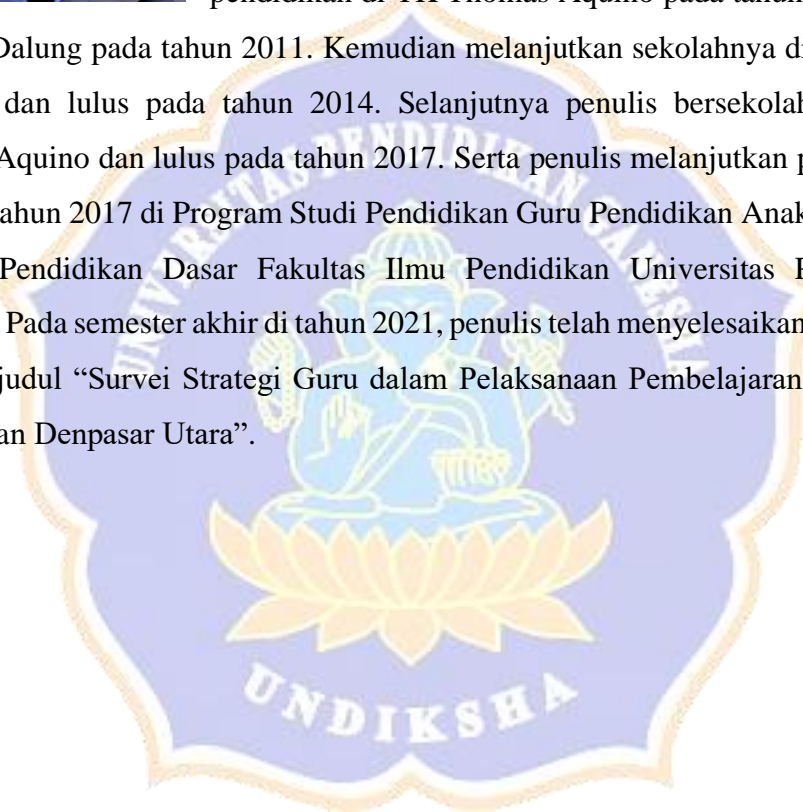 pendidikan di TK Thomas Aquino pada tahun
Dalung pada tahun 2011. Kemudian melanjutkan sekolahnya di
dan lulus pada tahun 2014. Selanjutnya penulis bersekolah
Aquino dan lulus pada tahun 2017. Serta penulis melanjutkan p
ahun 2017 di Program Studi Pendidikan Guru Pendidikan Anak
Pendidikan Dasar Fakultas Ilmu Pendidikan Universitas
Pada semester akhir di tahun 2021, penulis telah menyelesaikan
judul “Survei Strategi Guru dalam Pelaksanaan Pembelajaran
an Denpasar Utara”.
UNIVERSITAS PENDIDIKAN GANESHA
UNDIKSHA